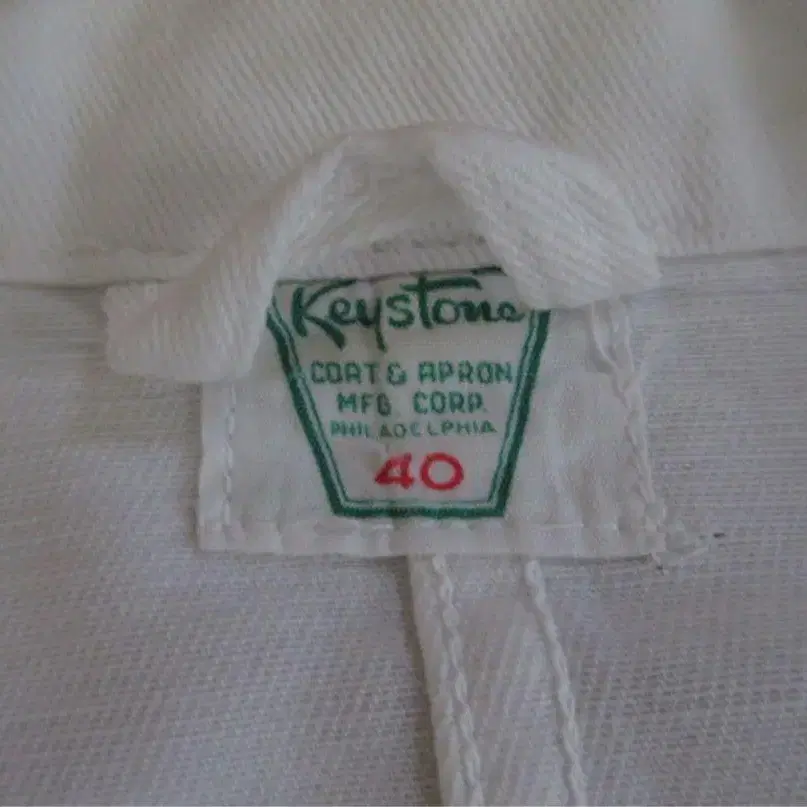 Keystone
COAT & APRON
MFG. CORP.
PHILADELPHIA
40